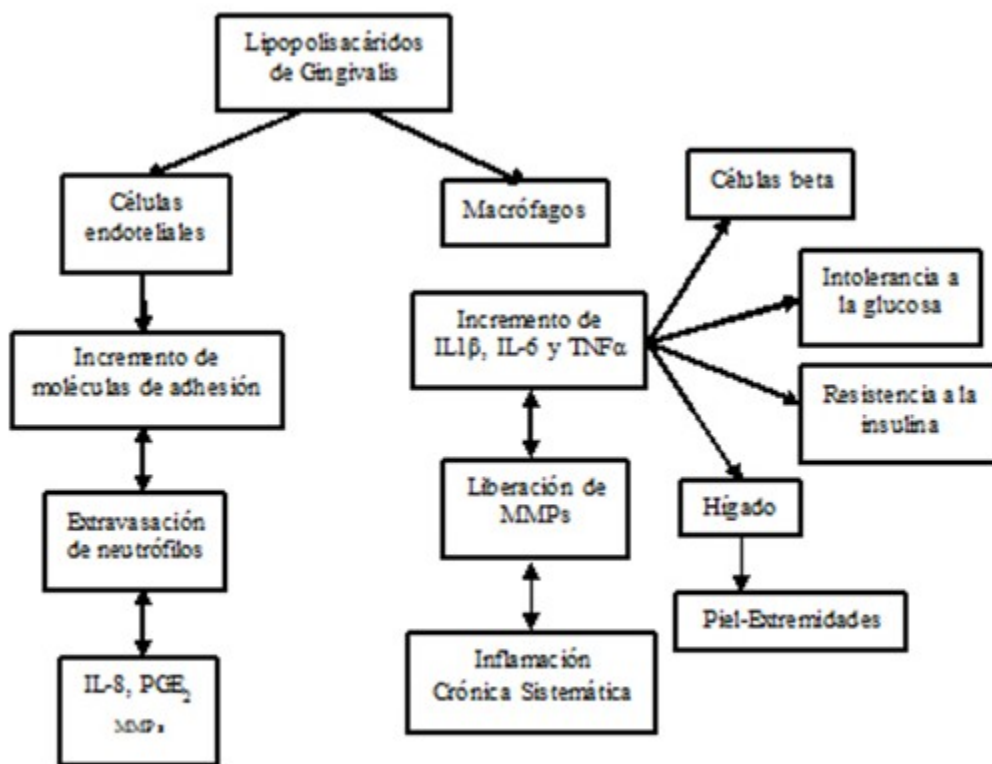 Lipopolisacáridos
de Gingivalis
Células
endoteliales
Macrófagos
Células beta
Intolerancia a
la glucosa
Incremento de
IL1β, IL-6 y TNFα
Incremento de
moléculas de adhesión
Resistencia a la
insulina
Liberación de
MMPs
Hígado
Extravasación
de neutrófilos
Piel-Extremidades
Inflamación
Crónica Sistemática
IL-8, PGE₂
MMPs